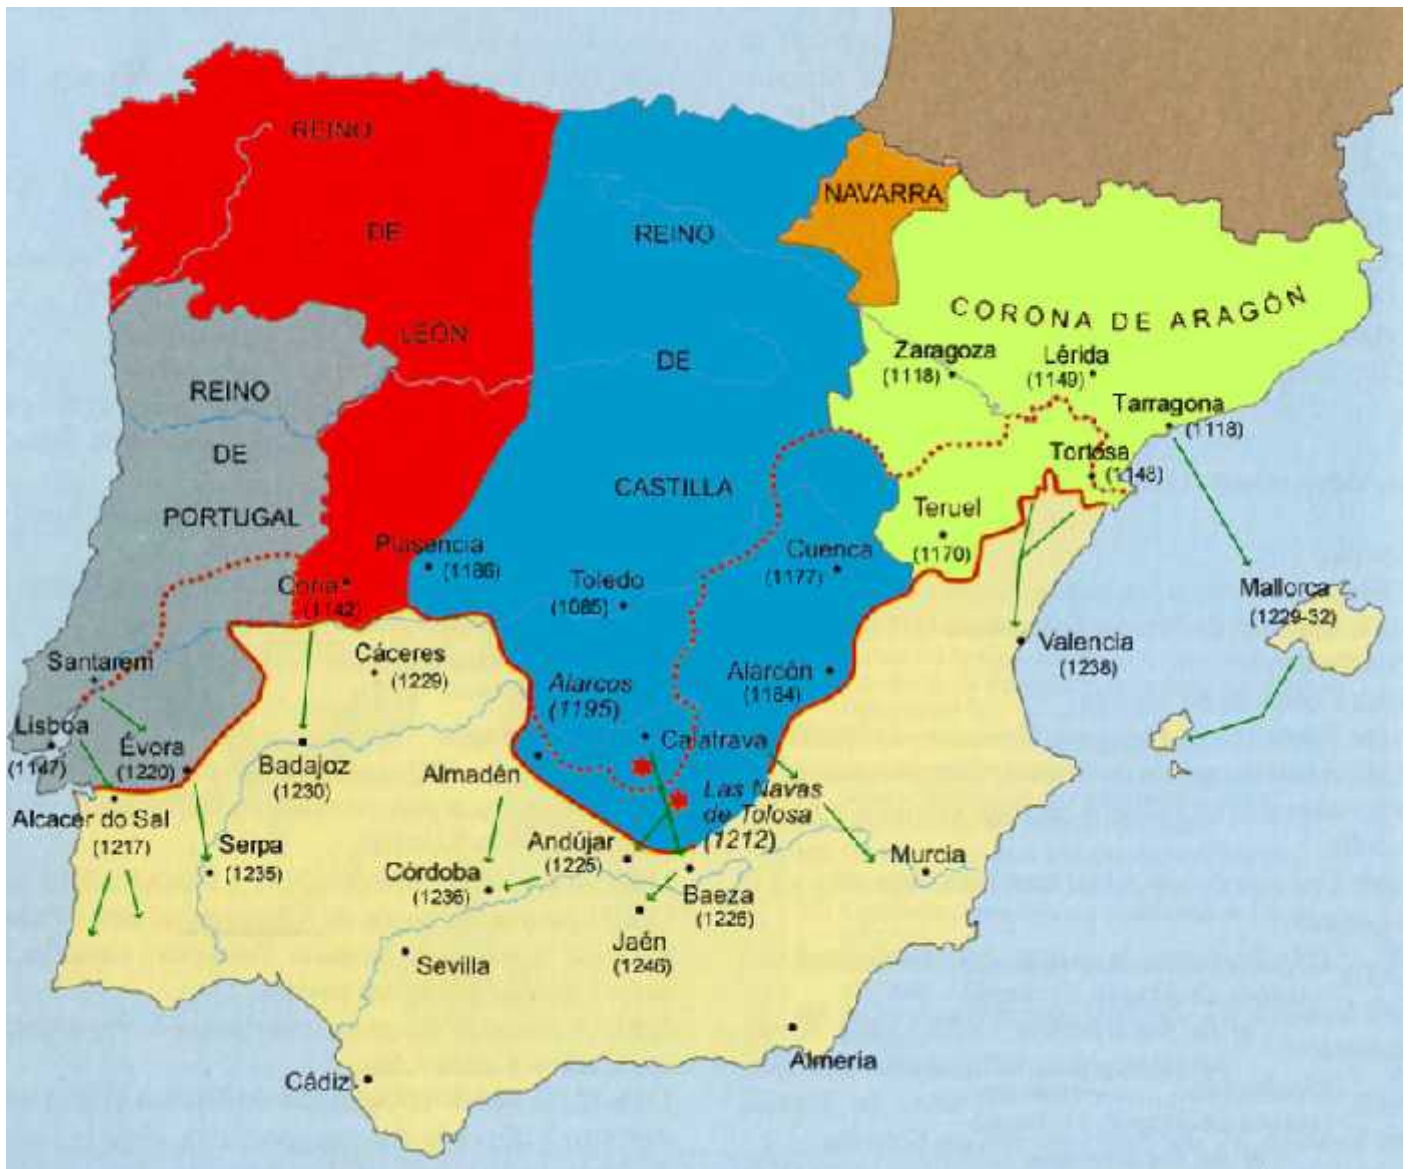 REINO
DE
LEÓN
REINO
DE
CASTILLA
NAVARRA
CORONA DE ARAGÓN
REINO
DE
PORTUGAL
Zaragoza
(1118)
Lérida
(1149)
Tarragona
(1118)
Tortosa
(1148)
Teruel
(1170)
Plasencia
(1186)
Toledo
(1085)
Cuenca
(1177)
Coria
(1142)
Mallorca
(1229-32)
Santarem
Cáceres
(1229)
Alarcos
(1195)
Alarcón
(1184)
Valencia
(1238)
Lisboa
(1147)
Évora
(1220)
Badajoz
(1230)
Almadén
Calatrava
Las Navas
de Tolosa
(1212)
Alcacer do Sal
(1217)
Serpa
(1235)
Córdoba
(1236)
Andújar
(1225)
Baeza
(1226)
Murcia
Jaén
(1246)
Sevilla
Almería
Cádiz